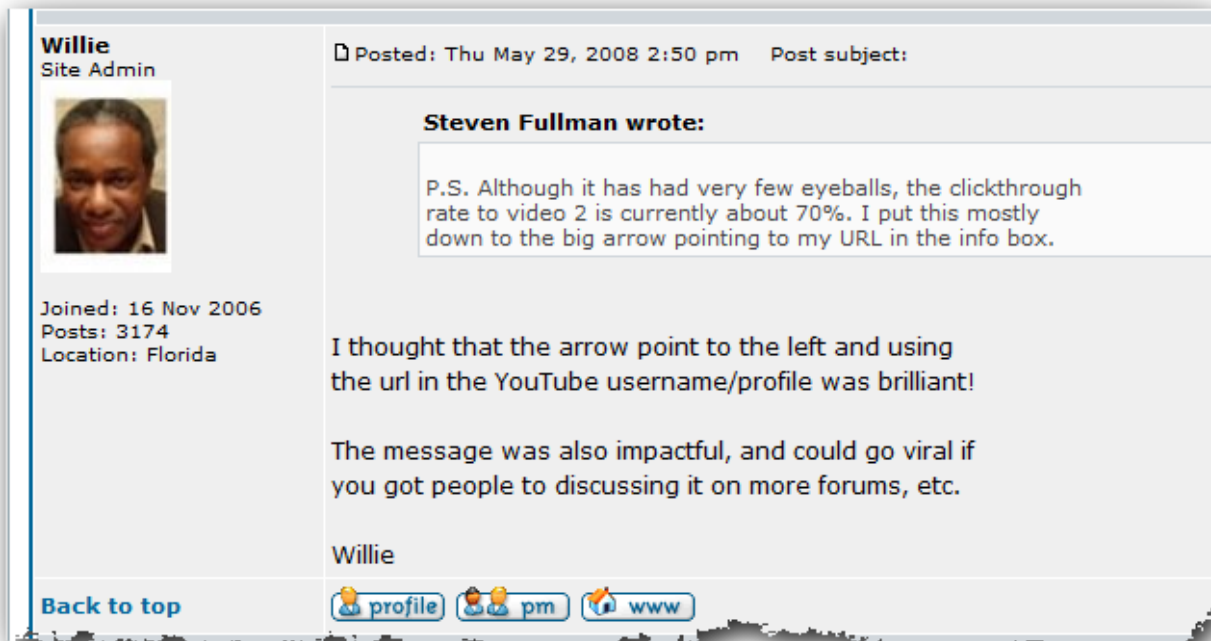 Willie
Site Admin
Joined: 16 Nov 2006
Posts: 3174
Location: Florida
Posted: Thu May 29, 2008 2:50 pm Post subject:
Steven Fullman wrote:
P.S. Although it has had very few eyeballs, the clickthrough
rate to video 2 is currently about 70%. I put this mostly
down to the big arrow pointing to my URL in the info box.
I thought that the arrow point to the left and using
the url in the YouTube username/profile was brilliant!
The message was also impactful, and could go viral if
you got people to discussing it on more forums, etc.
Willie
Back to top
profile pm www